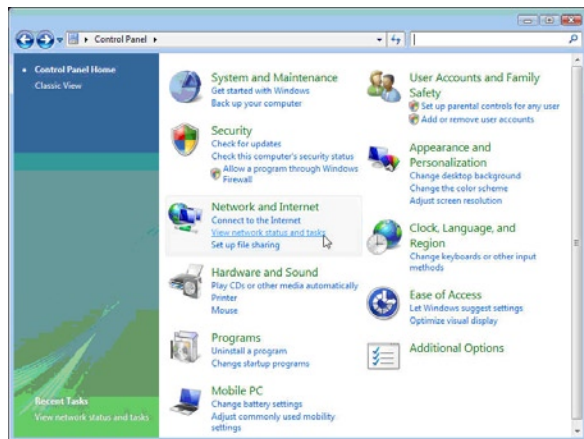 Control Panel
Control Panel Home
Classic View
System and Maintenance
Get started with Windows
Back up your computer
Security
Check for updates
Check this computer's security status
Allow a program through Windows
Firewall
Network and Internet
Connect to the Internet
View network status and tasks
Set up file sharing
Hardware and Sound
Play CDs or other media automatically
Printer
Mouse
Programs
Uninstall a program
Change startup programs
Mobile PC
Change battery settings
Adjust commonly used mobility
settings
User Accounts and Family
Safety
Set up parental controls for any user
Add or remove user accounts
Appearance and
Personalization
Change desktop background
Change the color scheme
Adjust screen resolution
Clock, Language, and
Region
Change keyboards or other input
methods
Ease of Access
Let Windows suggest settings
Optimize visual display
Additional Options
Recent Tasks
View network status and tasks